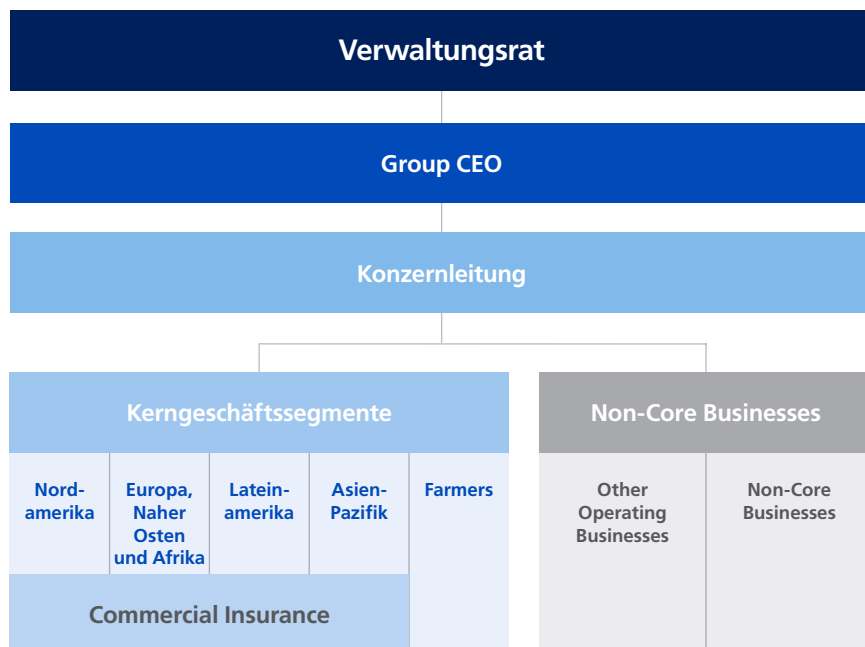 Verwaltungsrat
Group CEO
Konzernleitung
Kerngeschäftssegmente
Nord-
amerika
Europa,
Naher
Osten
und Afrika
Latein-
amerika
Asien-
Pazifik
Farmers
Commercial Insurance
Non-Core Businesses
Other
Operating
Businesses
Non-Core
Businesses